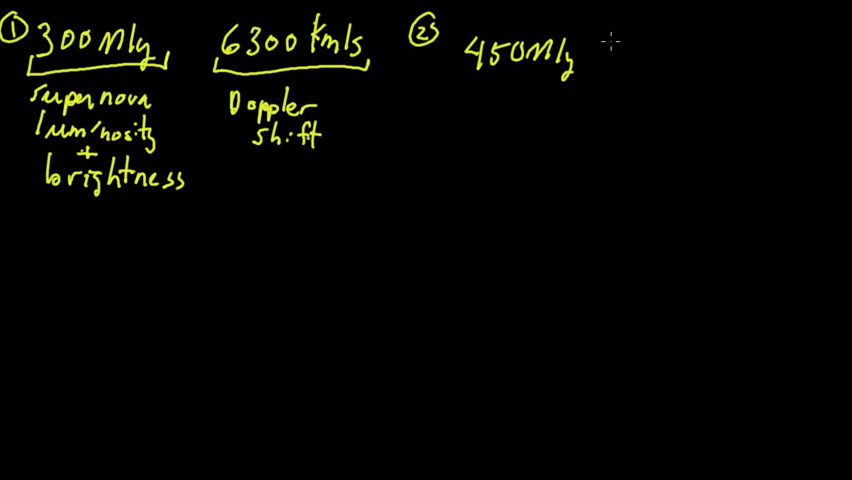 ① 300 Mly 6300 km/s ② 450 Mly
supernova
luminosity
+
brightness
Doppler
shift